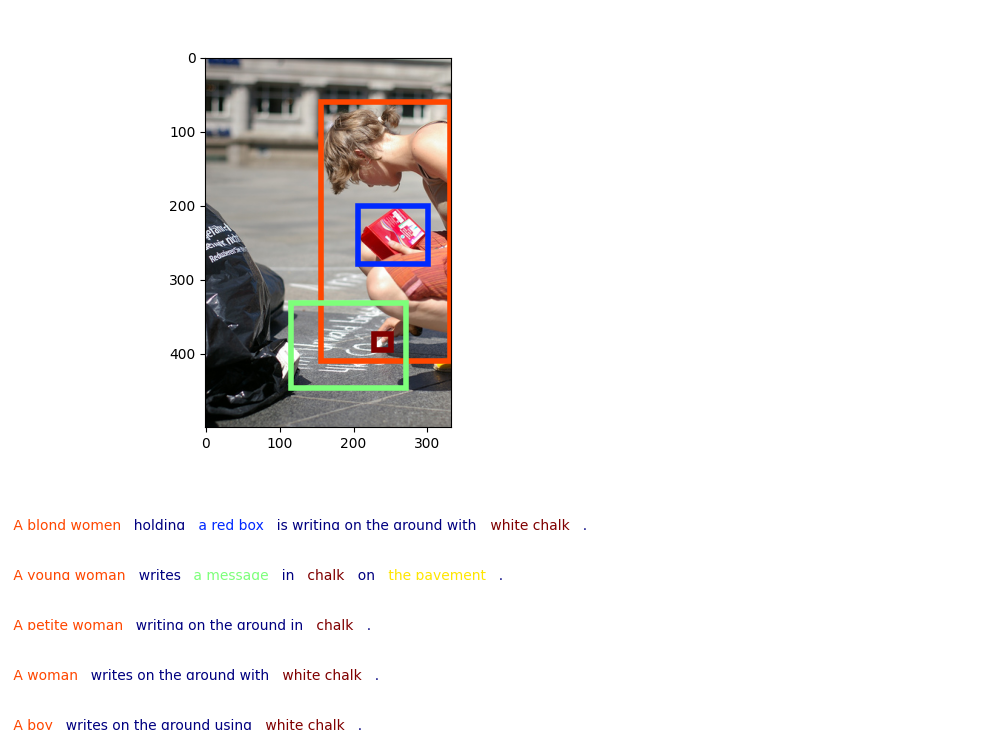 0
100
200
300
400
0 100 200 300
A blond women holding a red box is writing on the ground with white chalk .
A young woman writes a message in chalk on the pavement .
A petite woman writing on the ground in chalk .
A woman writes on the ground with white chalk .
A boy writes on the ground using white chalk .